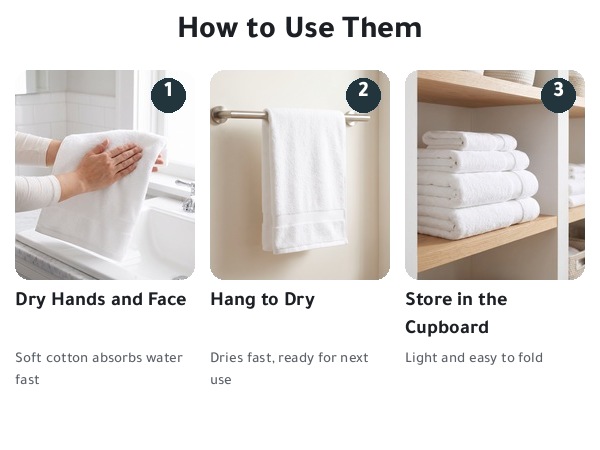 How to Use Them
1
2
3
Dry Hands and Face
Soft cotton absorbs water
fast
Hang to Dry
Dries fast, ready for next
use
Store in the
Cupboard
Light and easy to fold